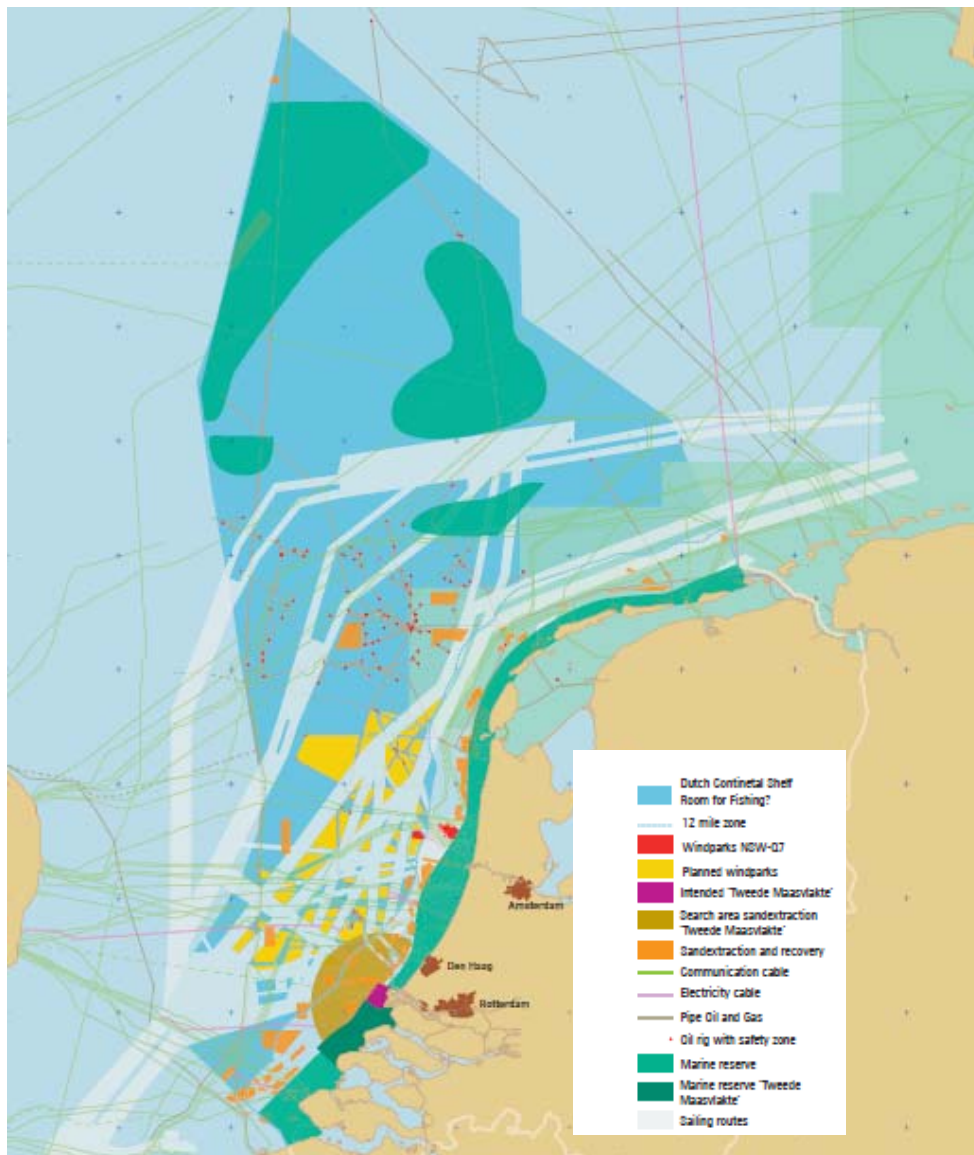 Dutch Continetal Shelf
Room for Fishing?
12 mile zone
Windparks NSW-Q7
Planned windparks
Intended 'Tweede Maasvlakte'
Search area sandextraction
'Tweede Maasvlakte'
Sandextraction and recovery
Communication cable
Electricity cable
Pipe Oil and Gas
Oil rig with safety zone
Marine reserve
Marine reserve 'Tweede
Maasvlakte'
Sailing routes
Amsterdam
Den Haag
Rotterdam